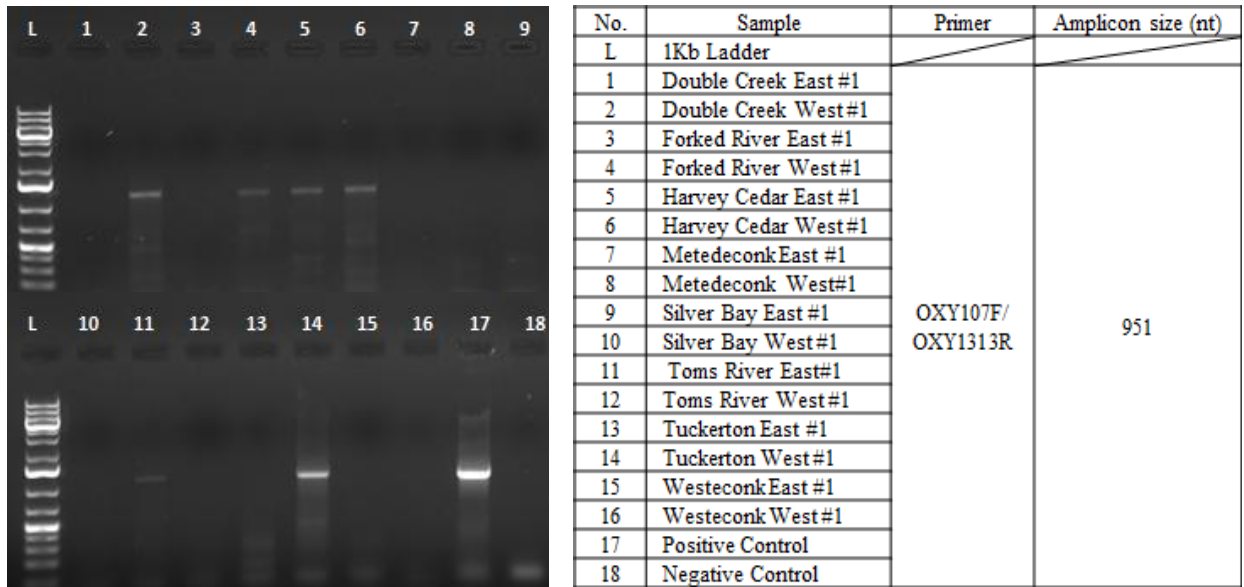 L 1 2 3 4 5 6 7 8 9
L 10 11 12 13 14 15 16 17 18
No. Sample Primer Amplicon size (nt)
L 1Kb Ladder
1 Double Creek East #1
2 Double Creek West #1
3 Forked River East #1
4 Forked River West #1
5 Harvey Cedar East #1
6 Harvey Cedar West #1
7 Metedeconk East #1
8 Metedeconk West#1
9 Silver Bay East #1
10 Silver Bay West #1
11 Toms River East#1
12 Toms River West #1
13 Tuckerton East #1
14 Tuckerton West #1
15 Westeconk East #1
16 Westeconk West #1
17 Positive Control
18 Negative Control
OXY107F/
OXY1313R
951